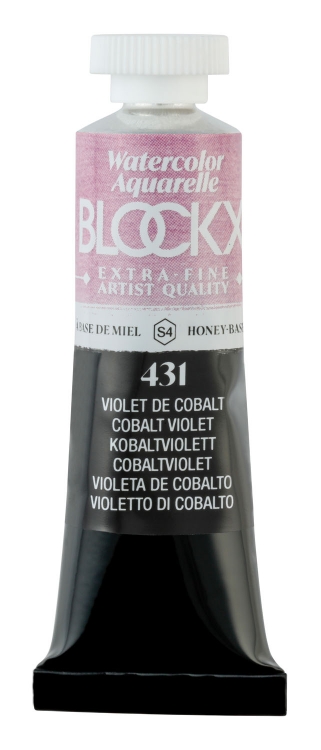 Watercolor
Aquarelle
BLOCKX
EXTRA-FINE
ARTIST QUALITY
BASE DE MIEL S4 HONEY-BASE
431
VIOLET DE COBALT
COBALT VIOLET
KOBALTVIOLETT
COBALTVIOLET
VIOLETA DE COBALTO
VIOLETTO DI COBALTO